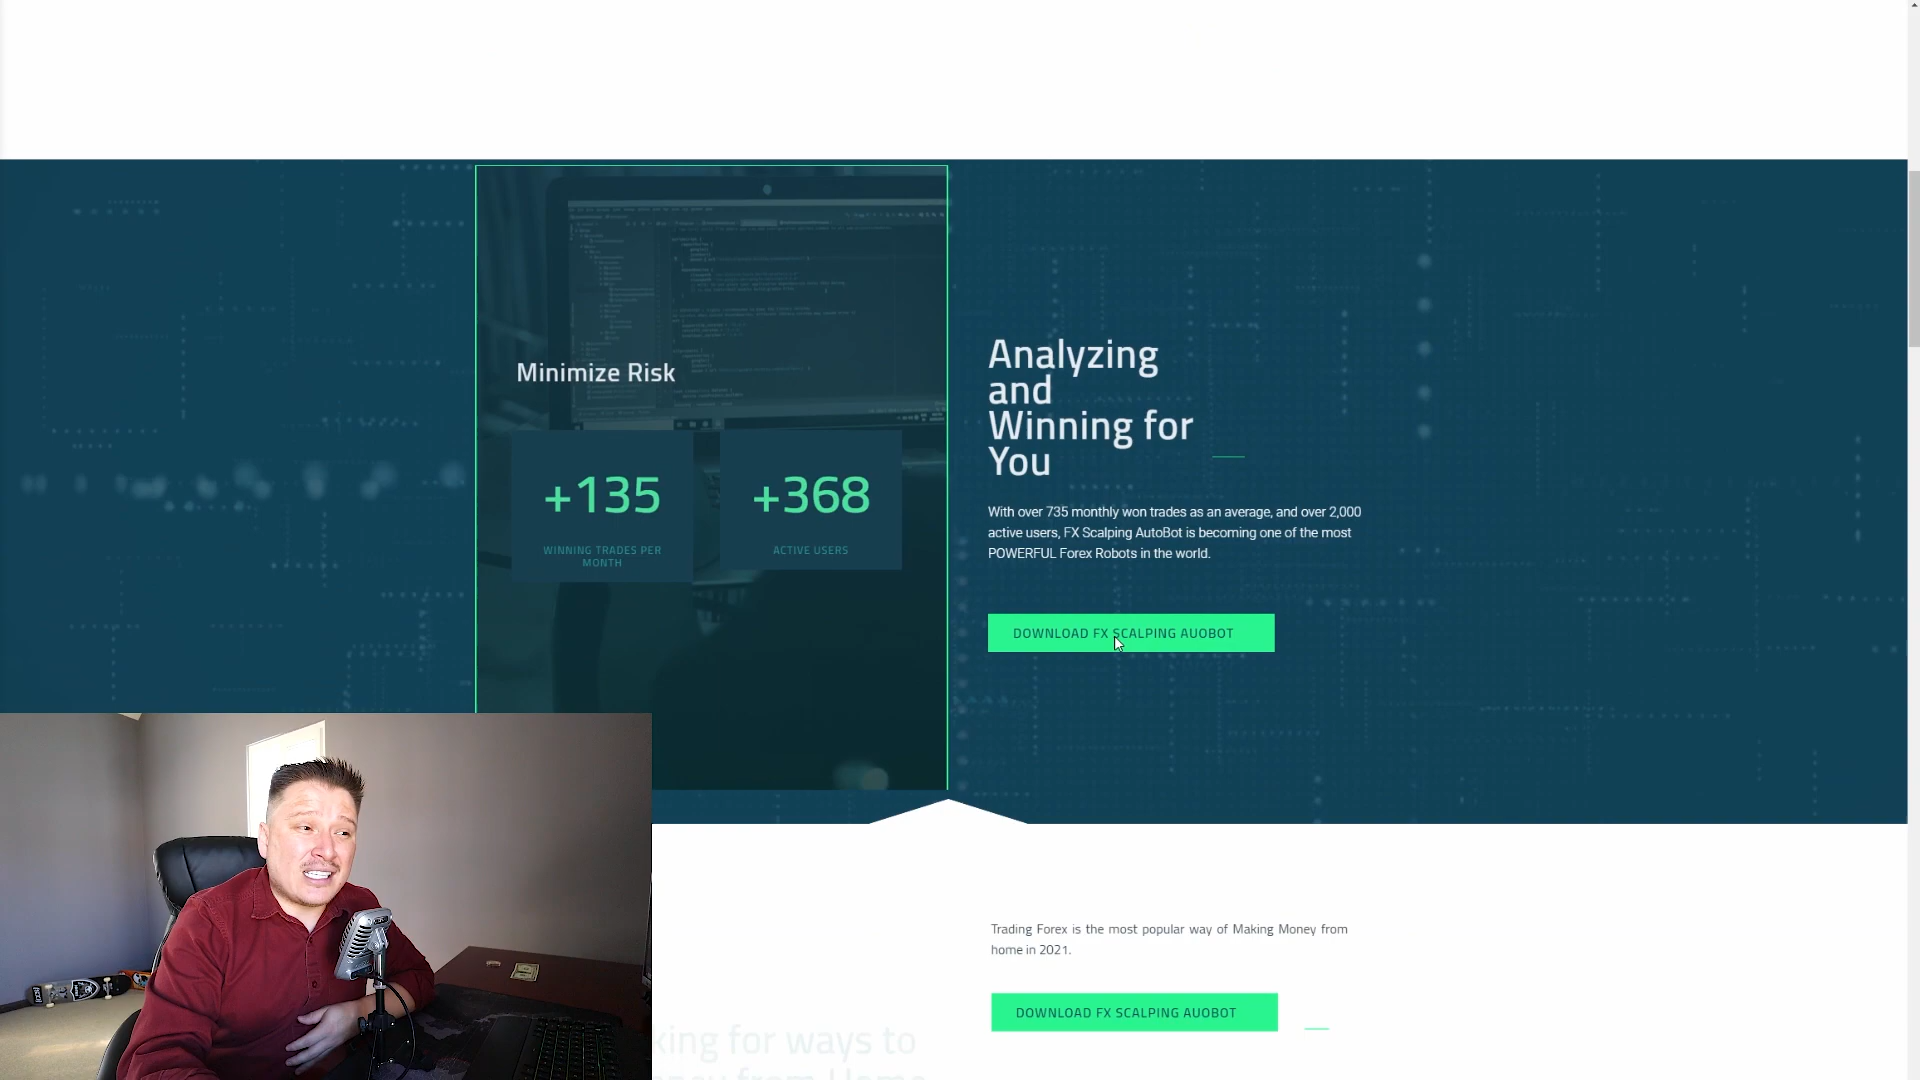 Minimize Risk
+135
WINNING TRADES PER
MONTH
+368
ACTIVE USERS
Analyzing
and
Winning for
You
With over 735 monthly won trades as an average, and over 2,000
active users, FX Scalping AutoBot is becoming one of the most
POWERFUL Forex Robots in the world.
DOWNLOAD FX SCALPING AUOBOT
Trading Forex is the most popular way of Making Money from
home in 2021.
DOWNLOAD FX SCALPING AUOBOT
for ways to
from Home